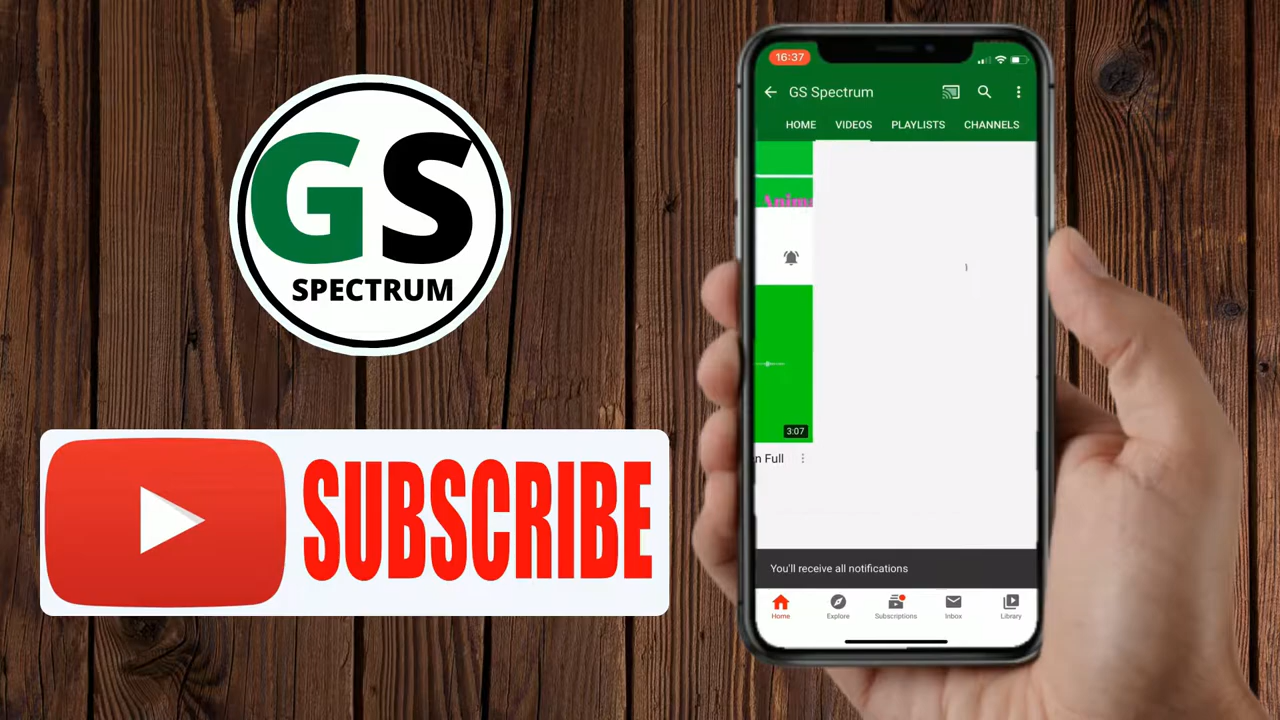 GS
SPECTRUM
SUBSCRIBE
16:37
GS Spectrum
HOME VIDEOS PLAYLISTS CHANNELS
3:07
n Full
You'll receive all notifications
Home Explore Subscriptions Inbox Library